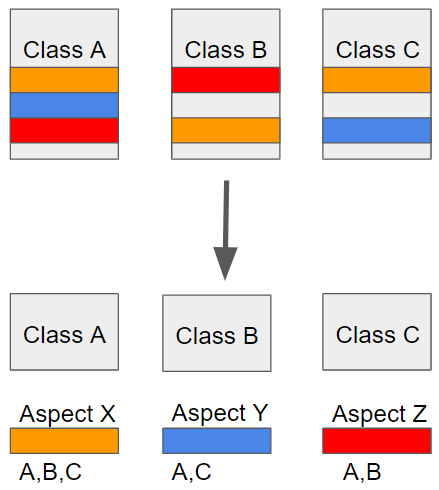 Class A
Class B
Class C
Class A
Class B
Class C
Aspect X
Aspect Y
Aspect Z
A,B,C
A,C
A,B